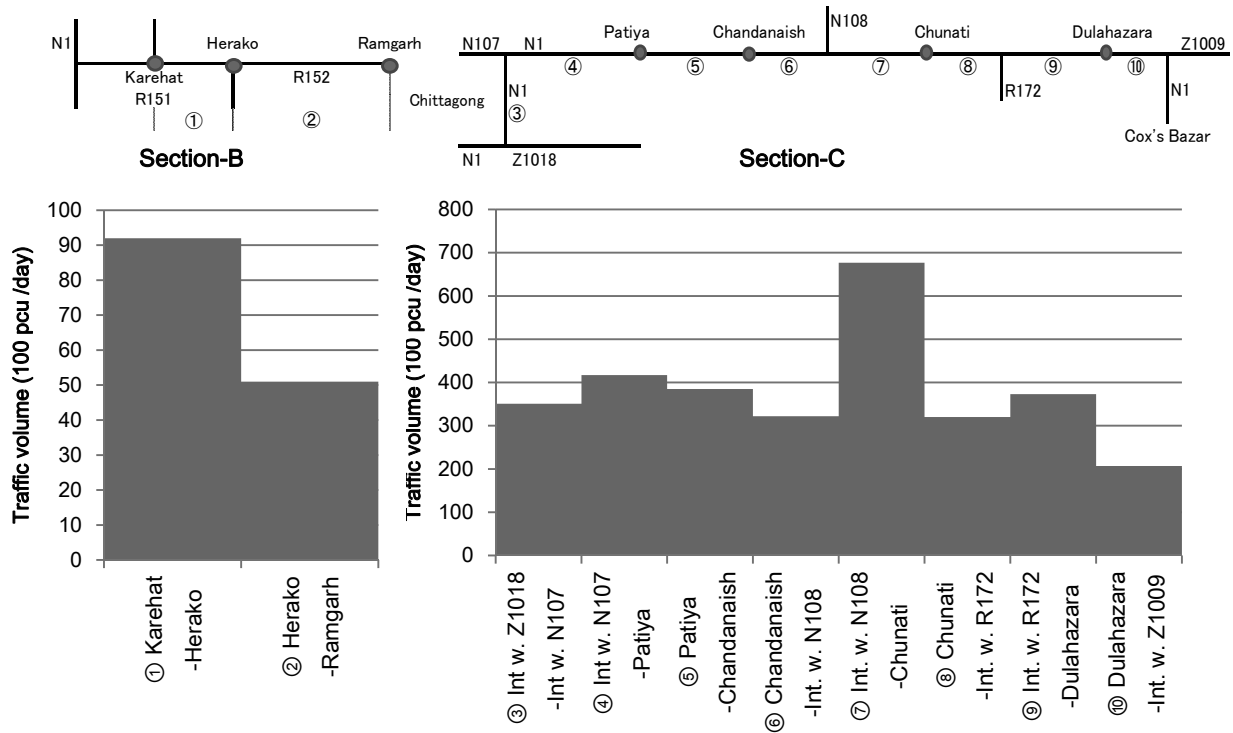 N1
Karehat
R151
①
Herako
R152
②
Ramgarh
Section-B
N107
N1
④
Patiya
⑤
Chandanaish
⑥
N108
⑦
Chunati
⑧
R172
⑨
Dulahazara
⑩
Z1009
N1
Cox's Bazar
Chittagong
N1
③
N1
Z1018
Section-C
Traffic volume (100 pcu /day)
100
90
80
70
60
50
40
30
20
10
0
① Karehat
-Herako
② Herako
-Ramgarh
Traffic volume (100 pcu /day)
800
700
600
500
400
300
200
100
0
③ Int w. Z1018
-Int w. N107
④ Int w. N107
-Patiya
⑤ Patiya
-Chandanaish
⑥ Chandanaish
-Int. w. N108
⑦ Int w. N108
-Chunati
⑧ Chunati
-Int. w. R172
⑨ Int w. R172
-Dulahazara
⑩ Dulahazara
-Int. w. Z1009